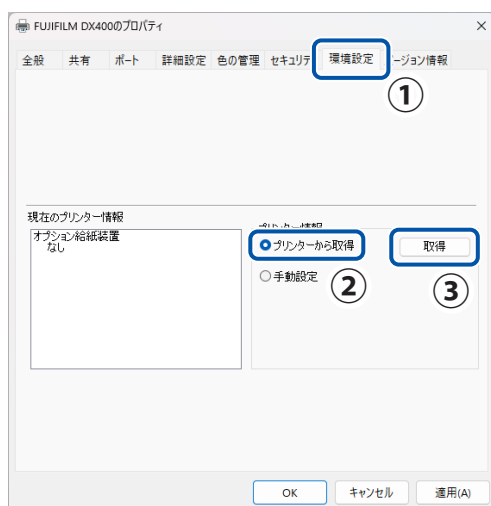 FUJIFILM DX400のプロパティ
全般 共有 ポート 詳細設定 色の管理 セキュリテ 環境設定 ージョン情報
①
現在のプリンター情報
オプション給紙装置
なし
プリンターから取得 取得
手動設定
② ③
OK キャンセル 適用(A)